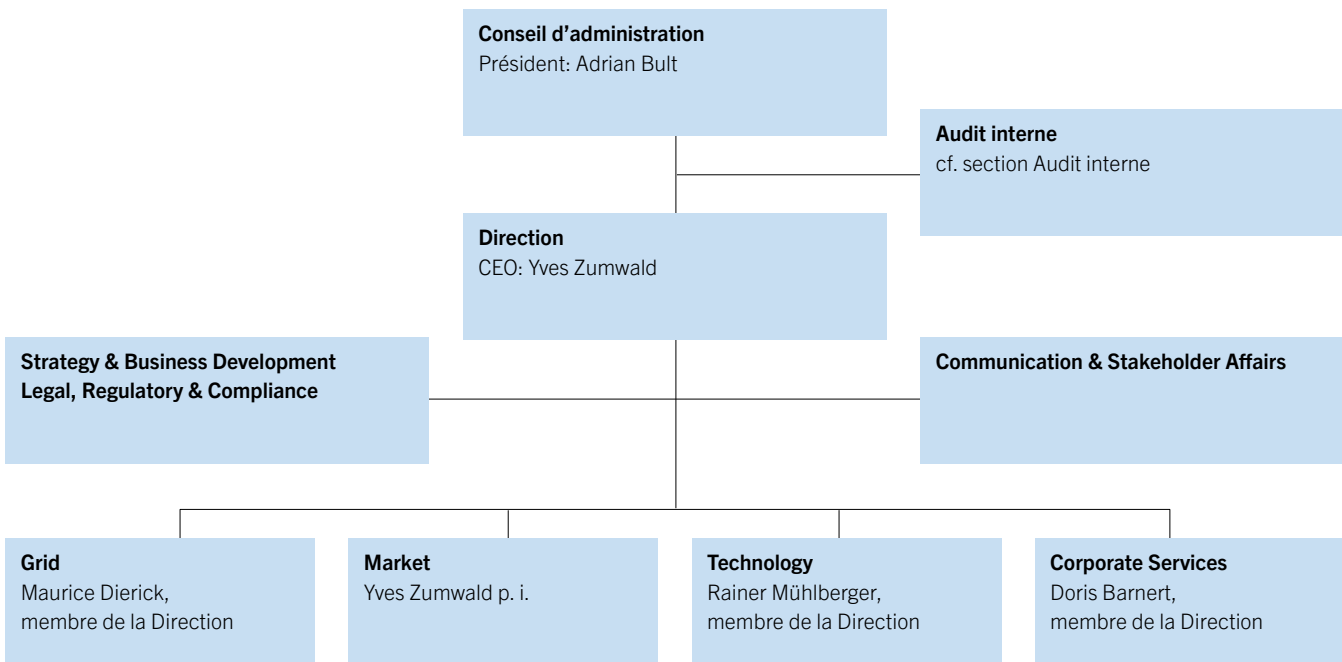 Conseil d’administration
Président: Adrian Bult
Audit interne
cf. section Audit interne
Direction
CEO: Yves Zumwald
Strategy & Business Development
Legal, Regulatory & Compliance
Communication & Stakeholder Affairs
Grid
Maurice Dierick,
membre de la Direction
Market
Yves Zumwald p. i.
Technology
Rainer Mühlberger,
membre de la Direction
Corporate Services
Doris Barnert,
membre de la Direction